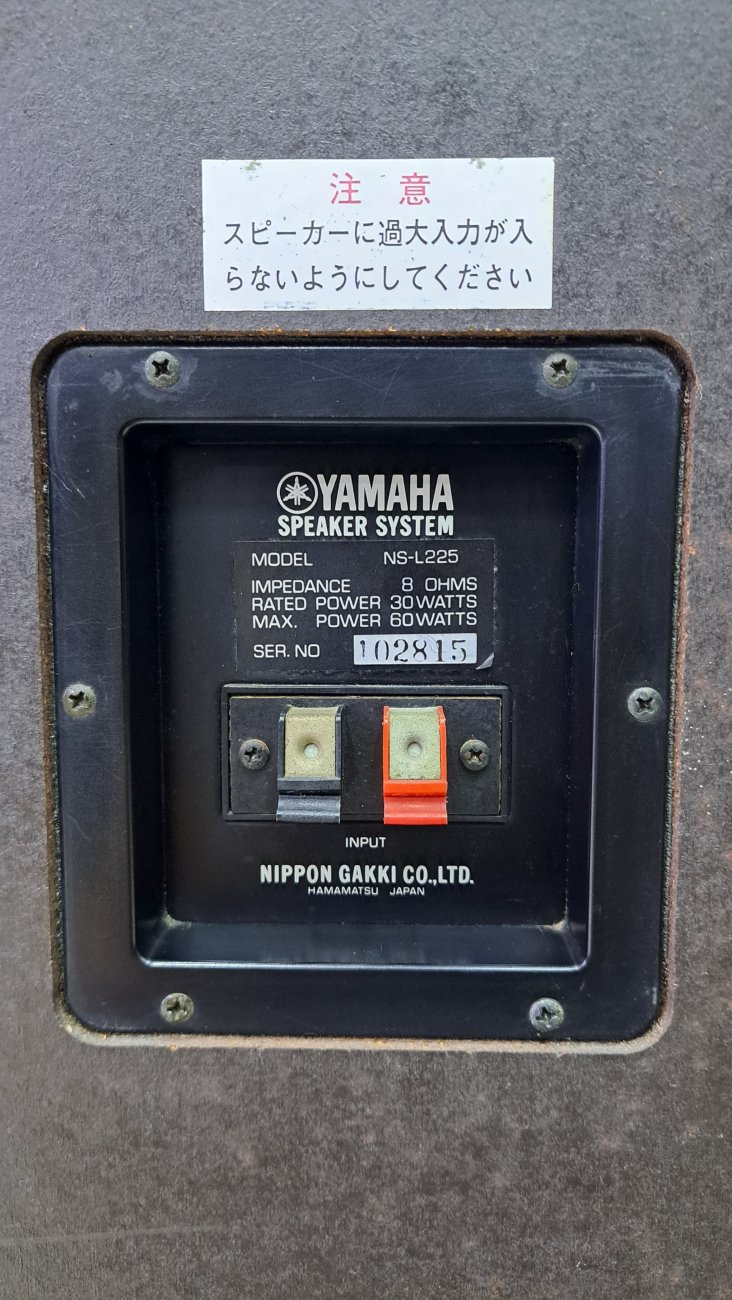 注 意
スピーカーに過大入力が入
らないようにしてください
YAMAHA
SPEAKER SYSTEM
MODEL NS-L225
IMPEDANCE 8 OHMS
RATED POWER 30 WATTS
MAX. POWER 60 WATTS
SER. NO 102815
INPUT
NIPPON GAKKI CO.,LTD.
HAMAMATSU JAPAN